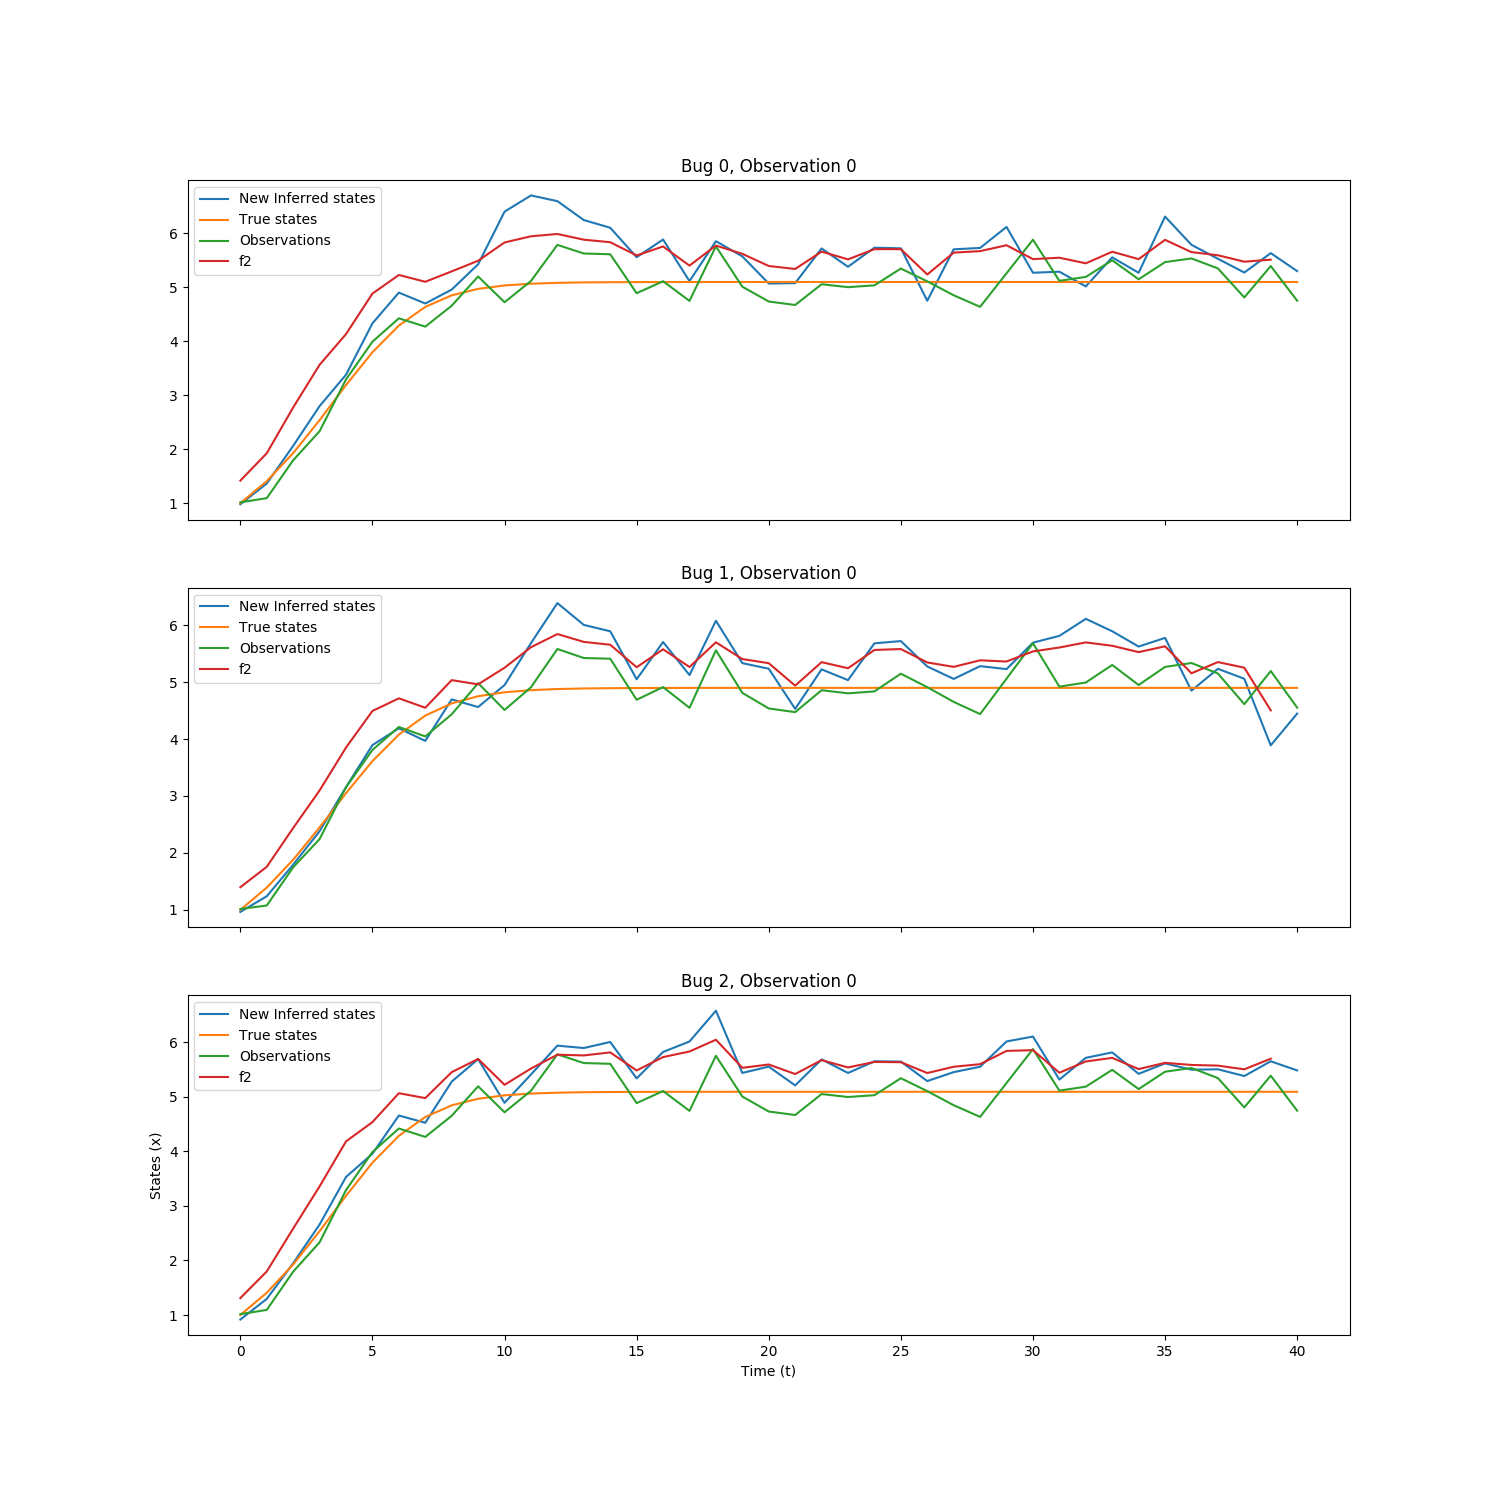 Bug 0, Observation 0
New Inferred states
True states
Observations
f2
6
5
4
3
2
1
Bug 1, Observation 0
New Inferred states
True states
Observations
f2
6
5
4
3
2
1
Bug 2, Observation 0
New Inferred states
True states
Observations
f2
6
5
4
3
2
1
States (x)
0 5 10 15 20 25 30 35 40
Time (t)